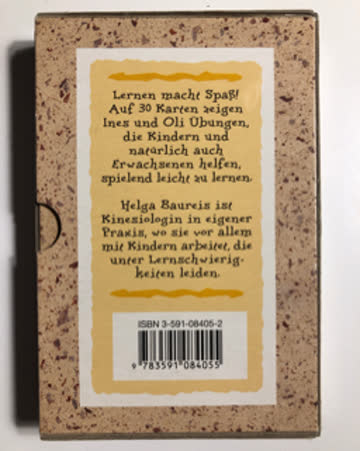 Lernen macht Spaß!
Auf 30 Karten zeigen
Ines und Oli Übungen,
die Kindern und
natürlich auch
Erwachsenen helfen,
spielend leicht zu lernen.
Helga Baureis ist
Kinesiologin in eigener
Praxis, wo sie vor allem
mit Kindern arbeitet, die
unter Lernschwierig-
keiten leiden.
ISBN 3-591-08405-2
9 783591 084055